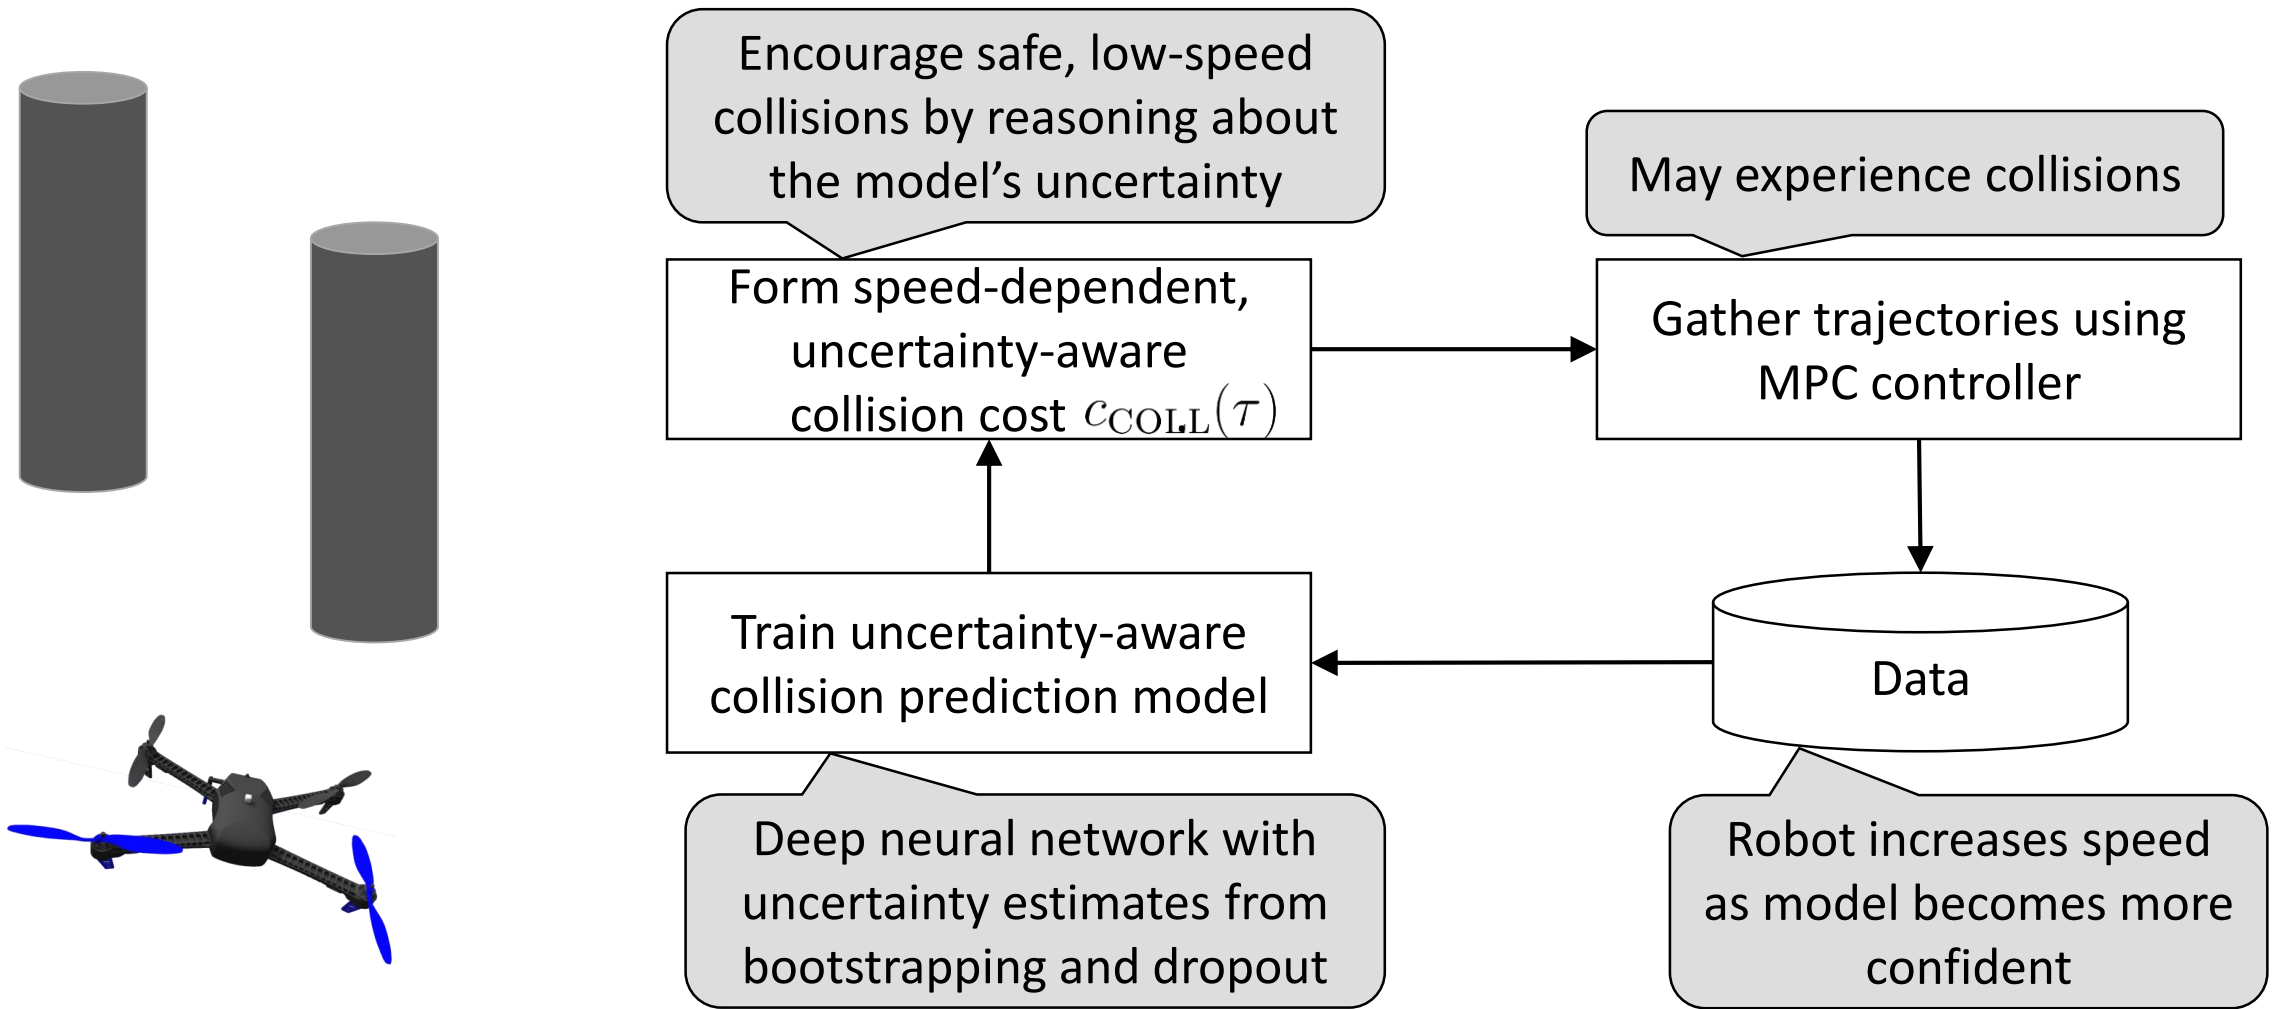 Encourage safe, low-speed
collisions by reasoning about
the model’s uncertainty
May experience collisions
Form speed-dependent,
uncertainty-aware
collision cost c_COLL(τ)
Gather trajectories using
MPC controller
Train uncertainty-aware
collision prediction model
Data
Deep neural network with
uncertainty estimates from
bootstrapping and dropout
Robot increases speed
as model becomes more
confident